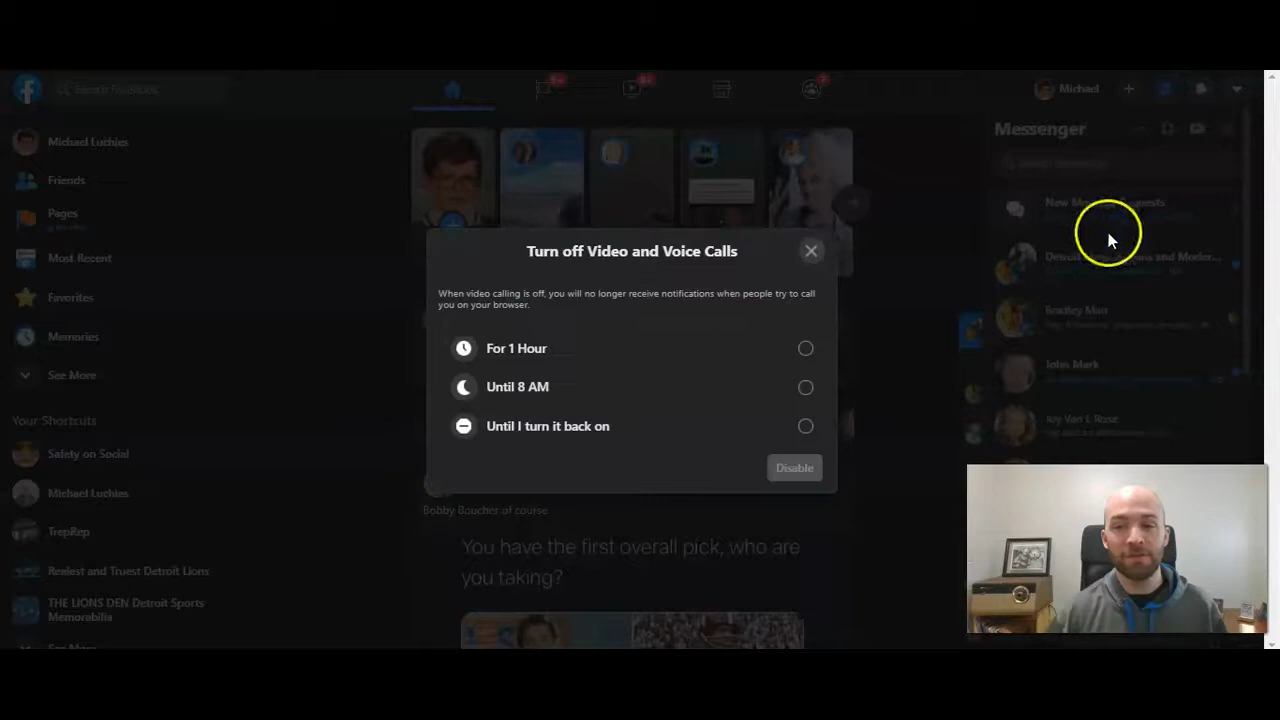 Search Facebook
Michael
Michael Luchies
Friends
Pages
Most Recent
Favorites
Memories
See More
Your Shortcuts
Safety on Social
Michael Luchies
TrepRep
Realest and Truest Detroit Lions
THE LIONS DEN Detroit Sports
Memorabilia
Turn off Video and Voice Calls
When video calling is off, you will no longer receive notifications when people try to call
you on your browser.
For 1 Hour
Until 8 AM
Until I turn it back on
Disable
Bobby Boucher of course
You have the first overall pick, who are
you taking?
Messenger
New
John Mark